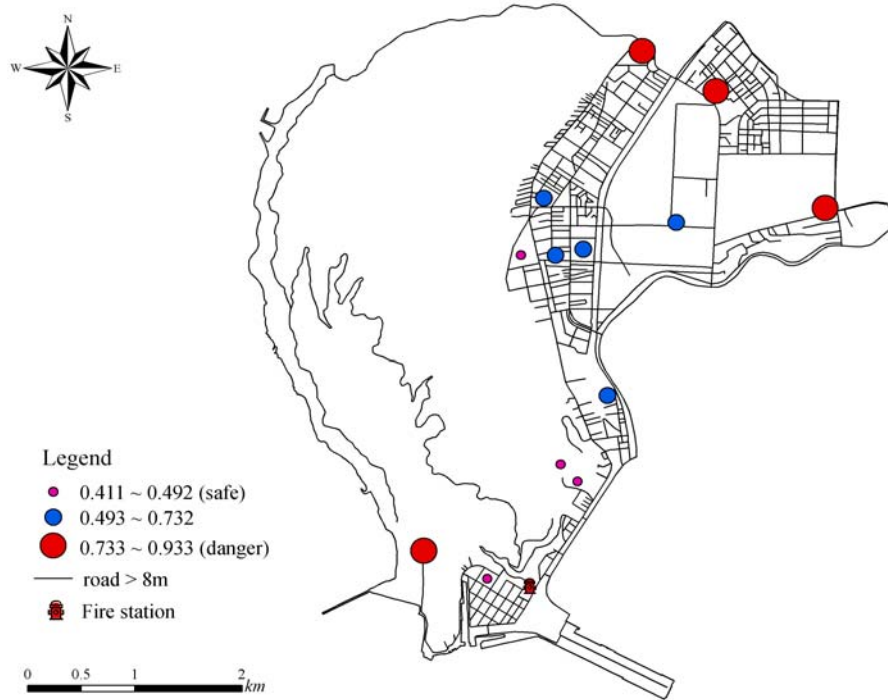 N
W E
S
Legend
0.411 ~ 0.492 (safe)
0.493 ~ 0.732
0.733 ~ 0.933 (danger)
road > 8m
Fire station
0 0.5 1 2
km